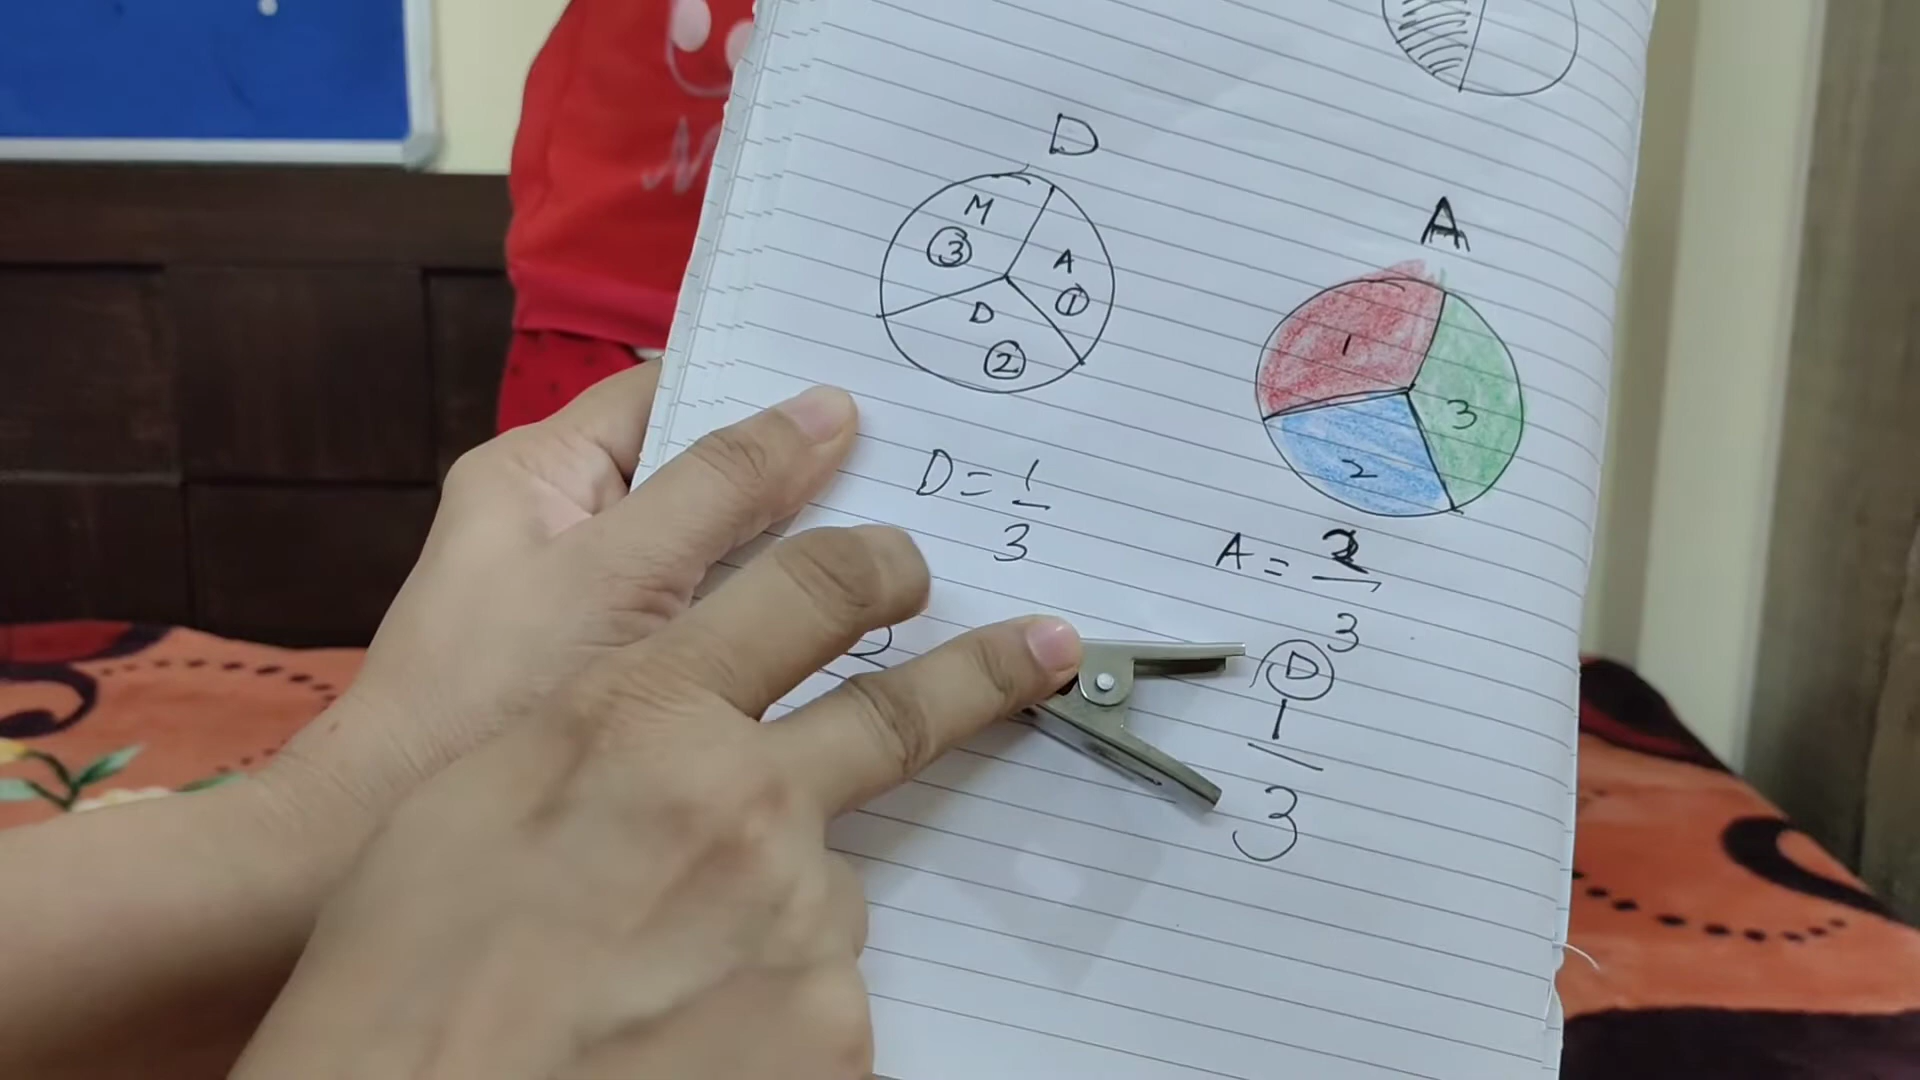 D
M
③
A
①
D
②
A
1
3
2
D = 1/3
A = 2/3
Ⓓ
1
3